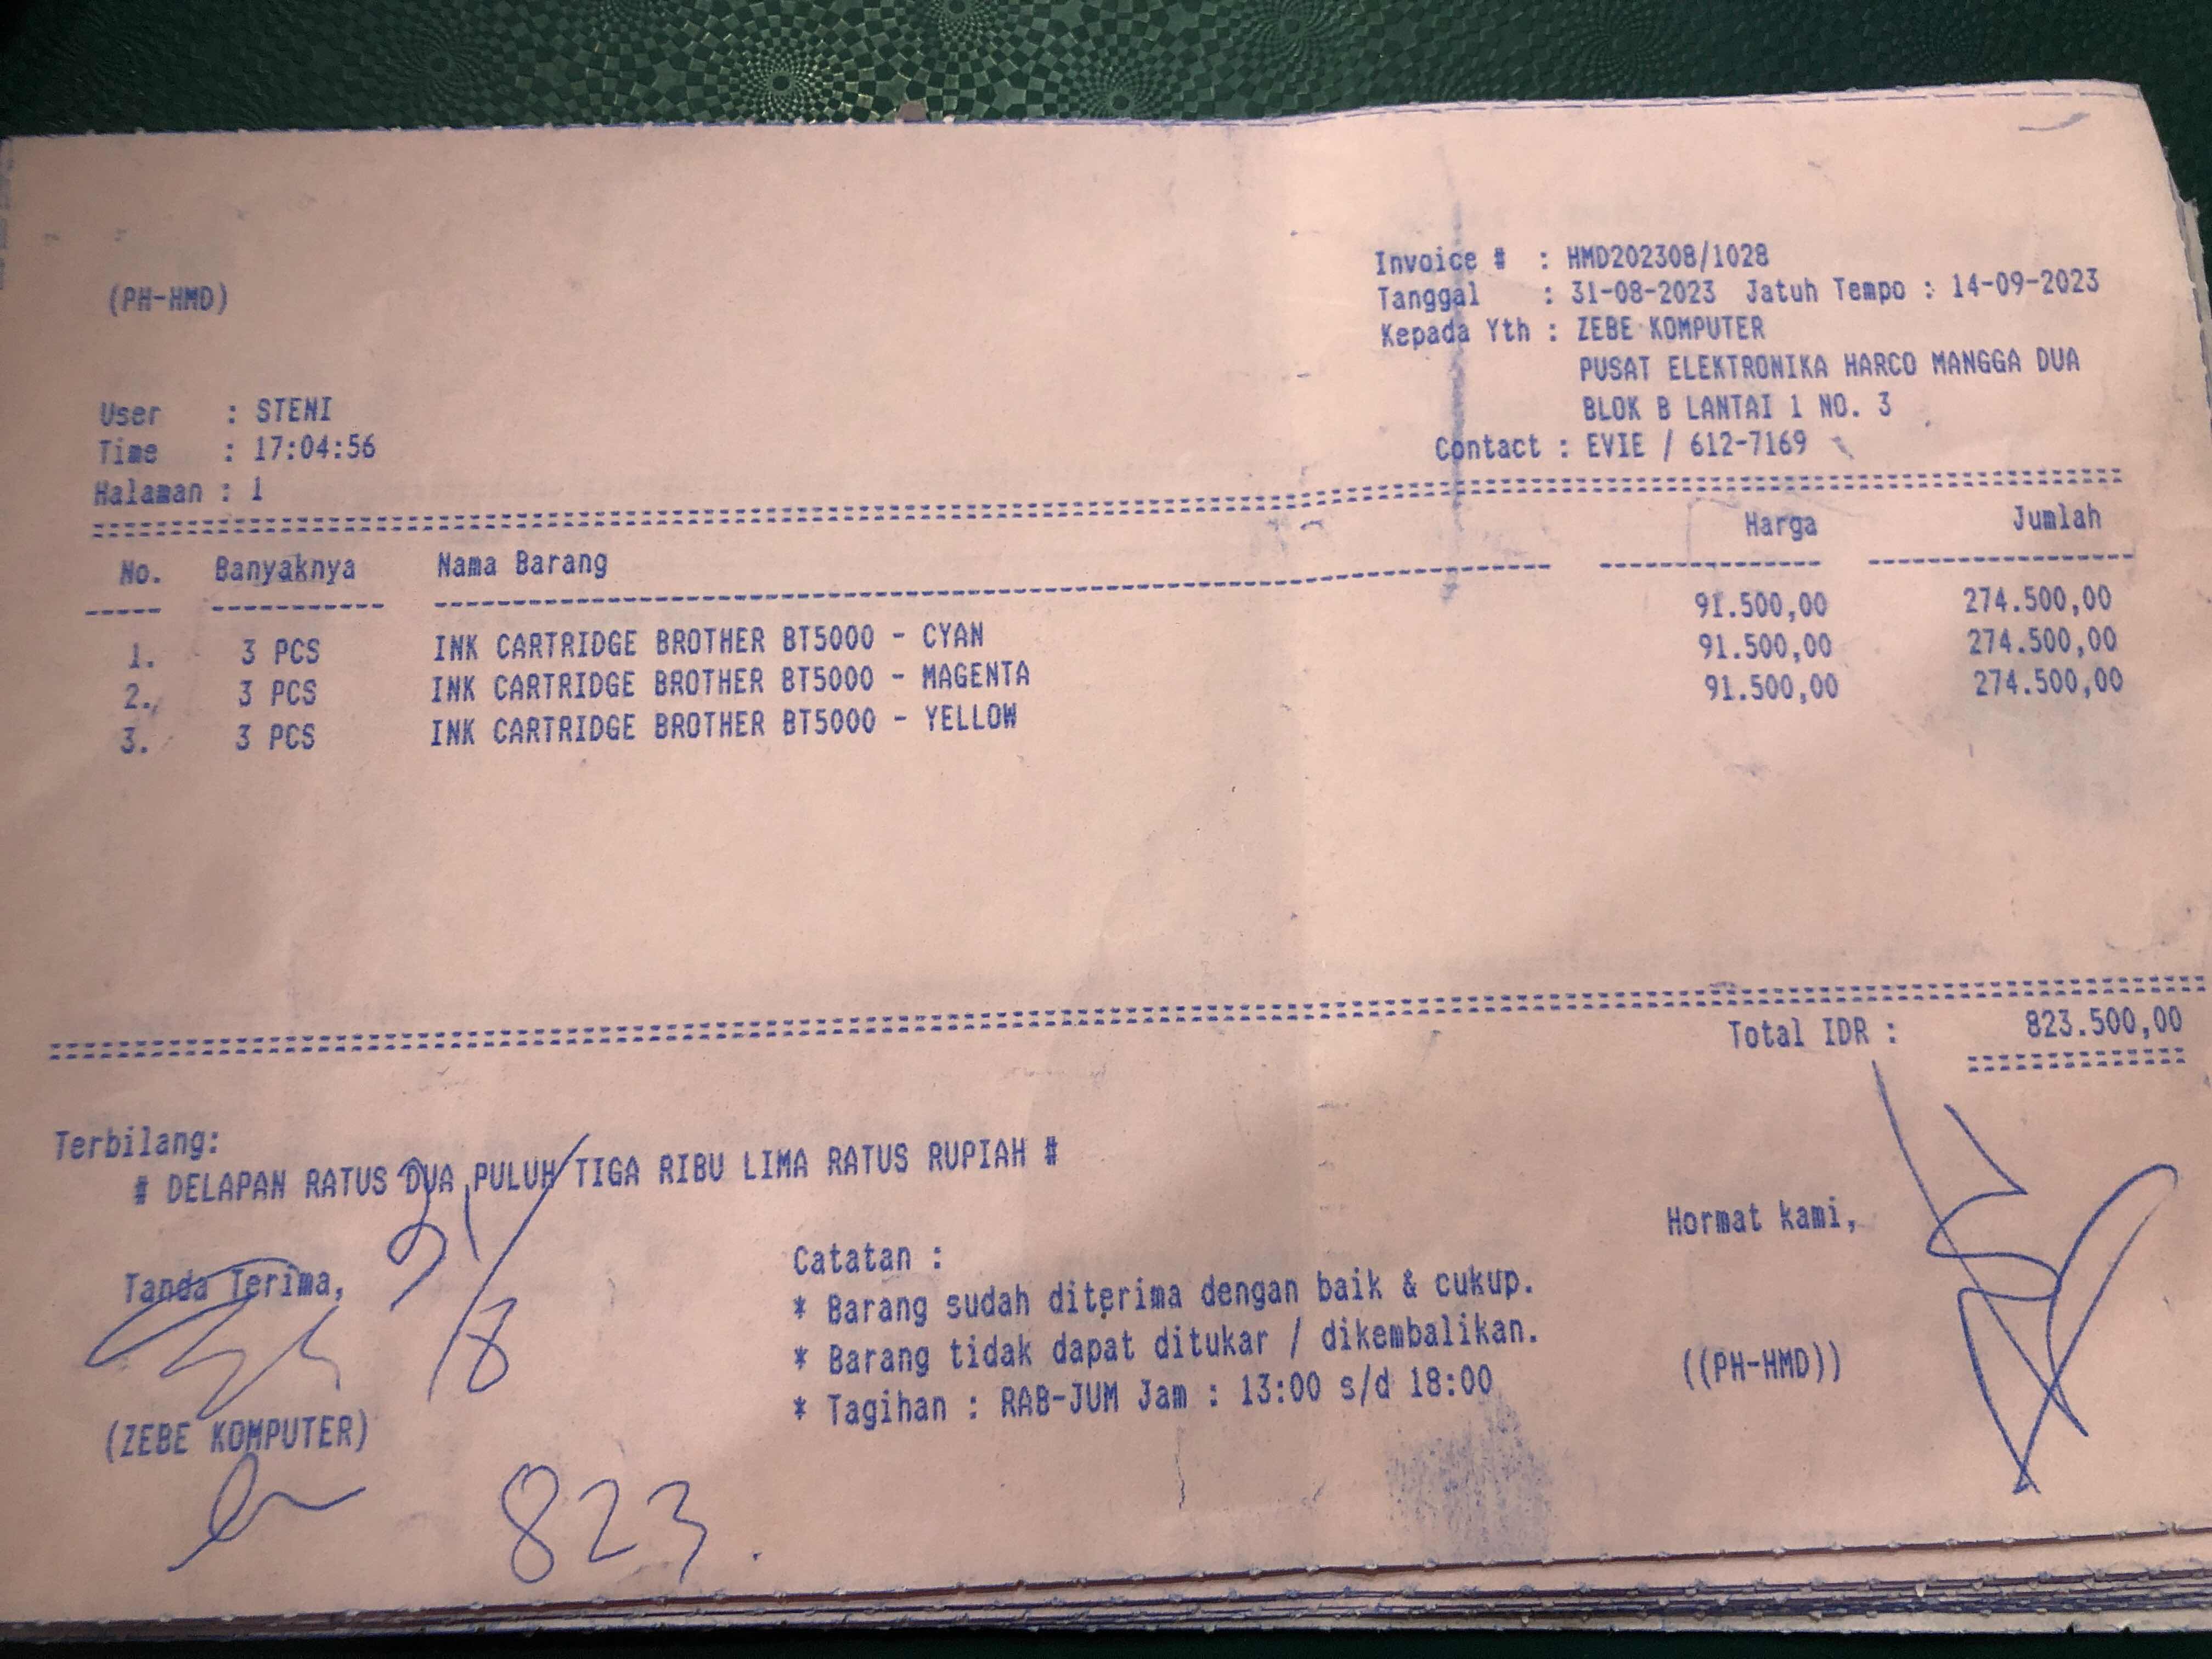 (PH-HMD)
Invoice # : HMD202308/1028
Tanggal : 31-08-2023 Jatuh Tempo : 14-09-2023
Kepada Yth : ZEBE KOMPUTER
PUSAT ELEKTRONIKA HARCO MANGGA DUA
BLOK B LANTAI 1 NO. 3
Contact : EVIE / 612-7169
User : STENI
Time : 17:04:56
Halaman : 1
No. Banyaknya Nama Barang Harga Jumlah
1. 3 PCS INK CARTRIDGE BROTHER BT5000 - CYAN 91.500,00 274.500,00
2. 3 PCS INK CARTRIDGE BROTHER BT5000 - MAGENTA 91.500,00 274.500,00
3. 3 PCS INK CARTRIDGE BROTHER BT5000 - YELLOW 91.500,00 274.500,00
Total IDR : 823.500,00
Terbilang:
# DELAPAN RATUS DUA PULUH TIGA RIBU LIMA RATUS RUPIAH #
Tanda Terima,
31/8
(ZEBE KOMPUTER)
823.
Catatan :
* Barang sudah diterima dengan baik & cukup.
* Barang tidak dapat ditukar / dikembalikan.
* Tagihan : RAB-JUM Jam : 13:00 s/d 18:00
Hormat kami,
((PH-HMD))